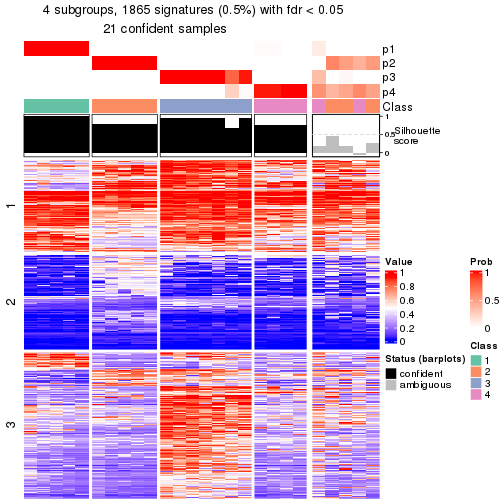 4 subgroups, 1865 signatures (0.5%) with fdr < 0.05
21 confident samples
p1
p2
p3
p4
Class
1
0.5
0
Silhouette
score
1
2
3
Value
1
0.8
0.6
0.4
0.2
0
Prob
1
0.5
0
Status (barplots)
confident
ambiguous
Class
1
2
3
4